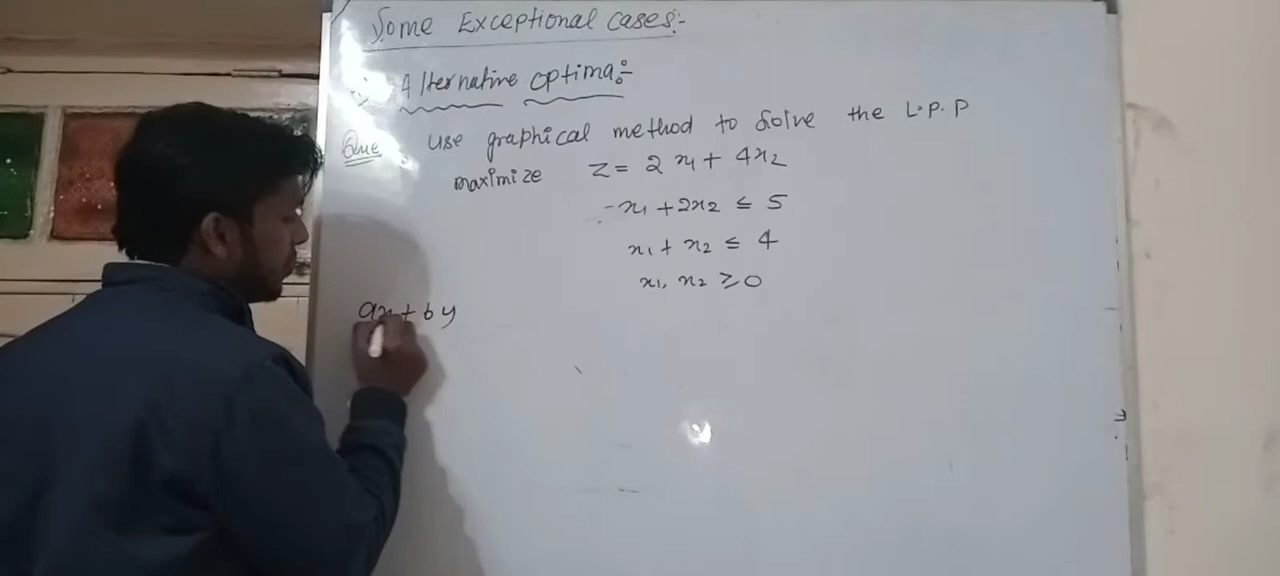 Some Exceptional Cases:-
Alternative optima:-
Que Use graphical method to Solve the L.P.P
maximize Z = 2x1 + 4x2
-x1 + 2x2 ≤ 5
x1 + x2 ≤ 4
x1, x2 ≥ 0
ax + by